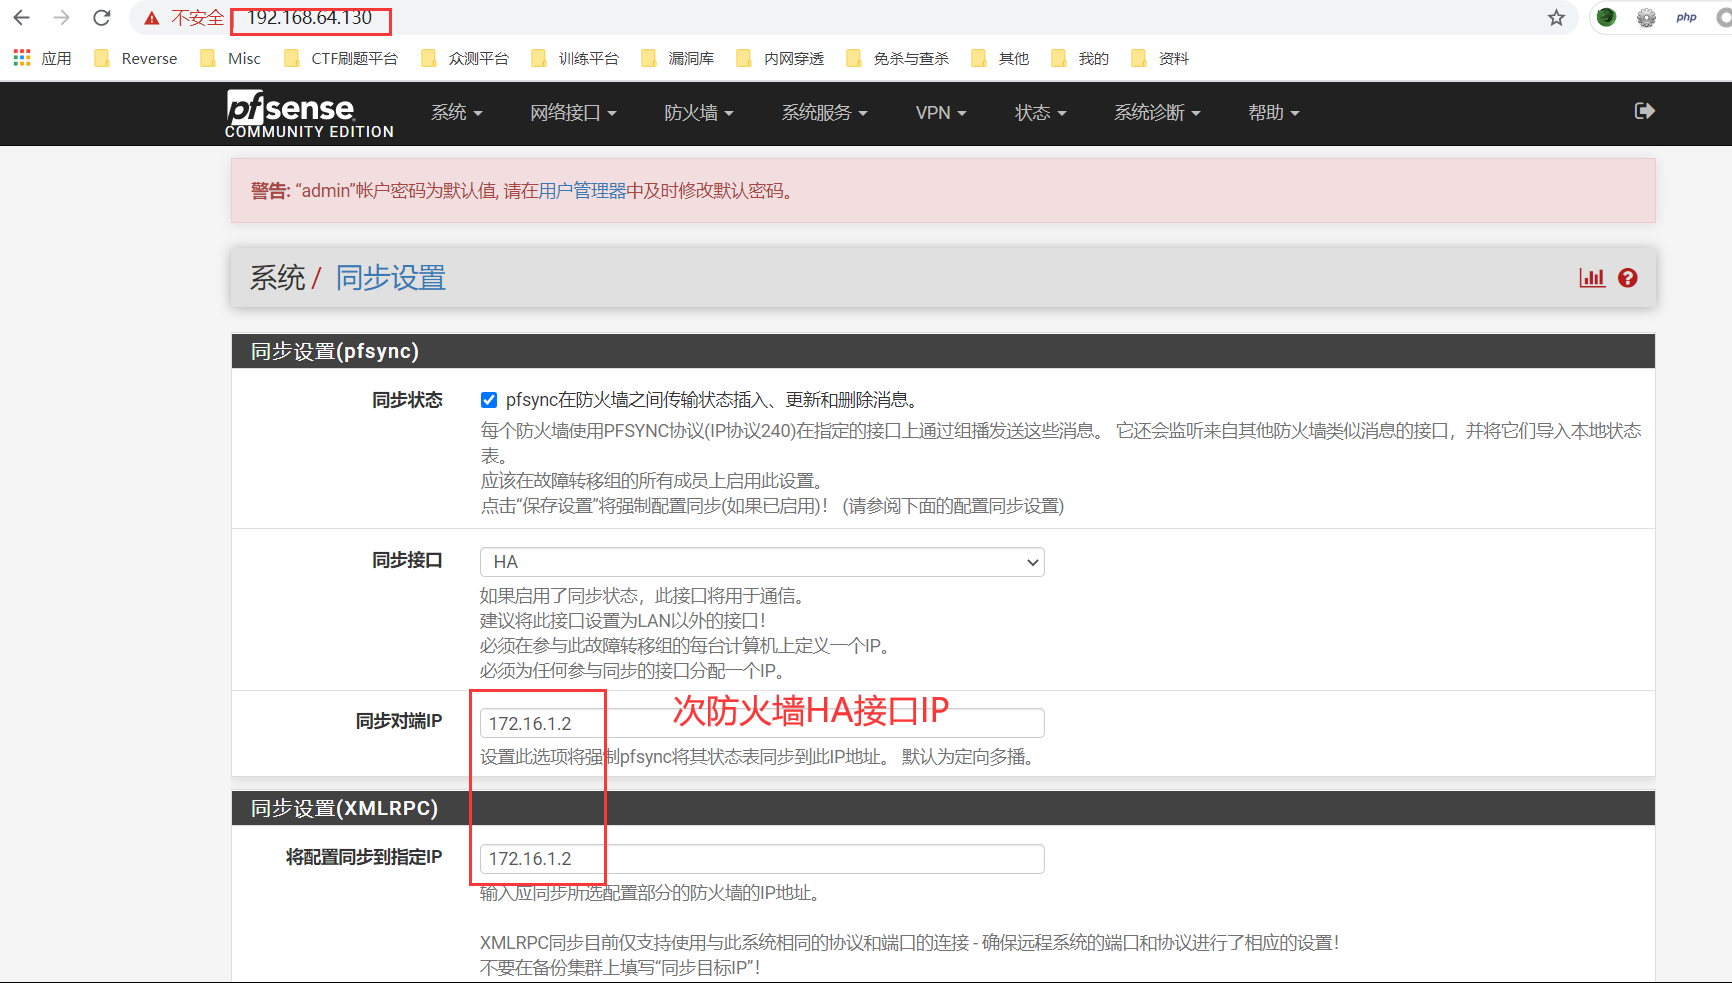 不安全 192.168.64.130 php
应用 Reverse Misc CTF刷题平台 众测平台 训练平台 漏洞库 内网穿透 免杀与查杀 其他 我的 资料
pfsense
COMMUNITY EDITION
系统 网络接口 防火墙 系统服务 VPN 状态 系统诊断 帮助
警告: “admin”帐户密码为默认值, 请在用户管理器中及时修改默认密码。
系统 / 同步设置
同步设置(pfsync)
同步状态 pfsync在防火墙之间传输状态插入、更新和删除消息。
每个防火墙使用PFSYNC协议(IP协议240)在指定的接口上通过组播发送这些消息。 它还会监听来自其他防火墙类似消息的接口，并将它们导入本地状态
表。
应该在故障转移组的所有成员上启用此设置。
点击“保存设置”将强制配置同步(如果已启用)！ (请参阅下面的配置同步设置)
同步接口 HA
如果启用了同步状态，此接口将用于通信。
建议将此接口设置为LAN以外的接口！
必须在参与此故障转移组的每台计算机上定义一个IP。
必须为任何参与同步的接口分配一个IP。
次防火墙HA接口IP
同步对端IP 172.16.1.2
设置此选项将强制pfsync将其状态表同步到此IP地址。 默认为定向多播。
同步设置(XMLRPC)
将配置同步到指定IP 172.16.1.2
输入应同步所选配置部分的防火墙的IP地址。
XMLRPC同步目前仅支持使用与此系统相同的协议和端口的连接 - 确保远程系统的端口和协议进行了相应的设置！
不要在备份集群上填写“同步目标IP”！